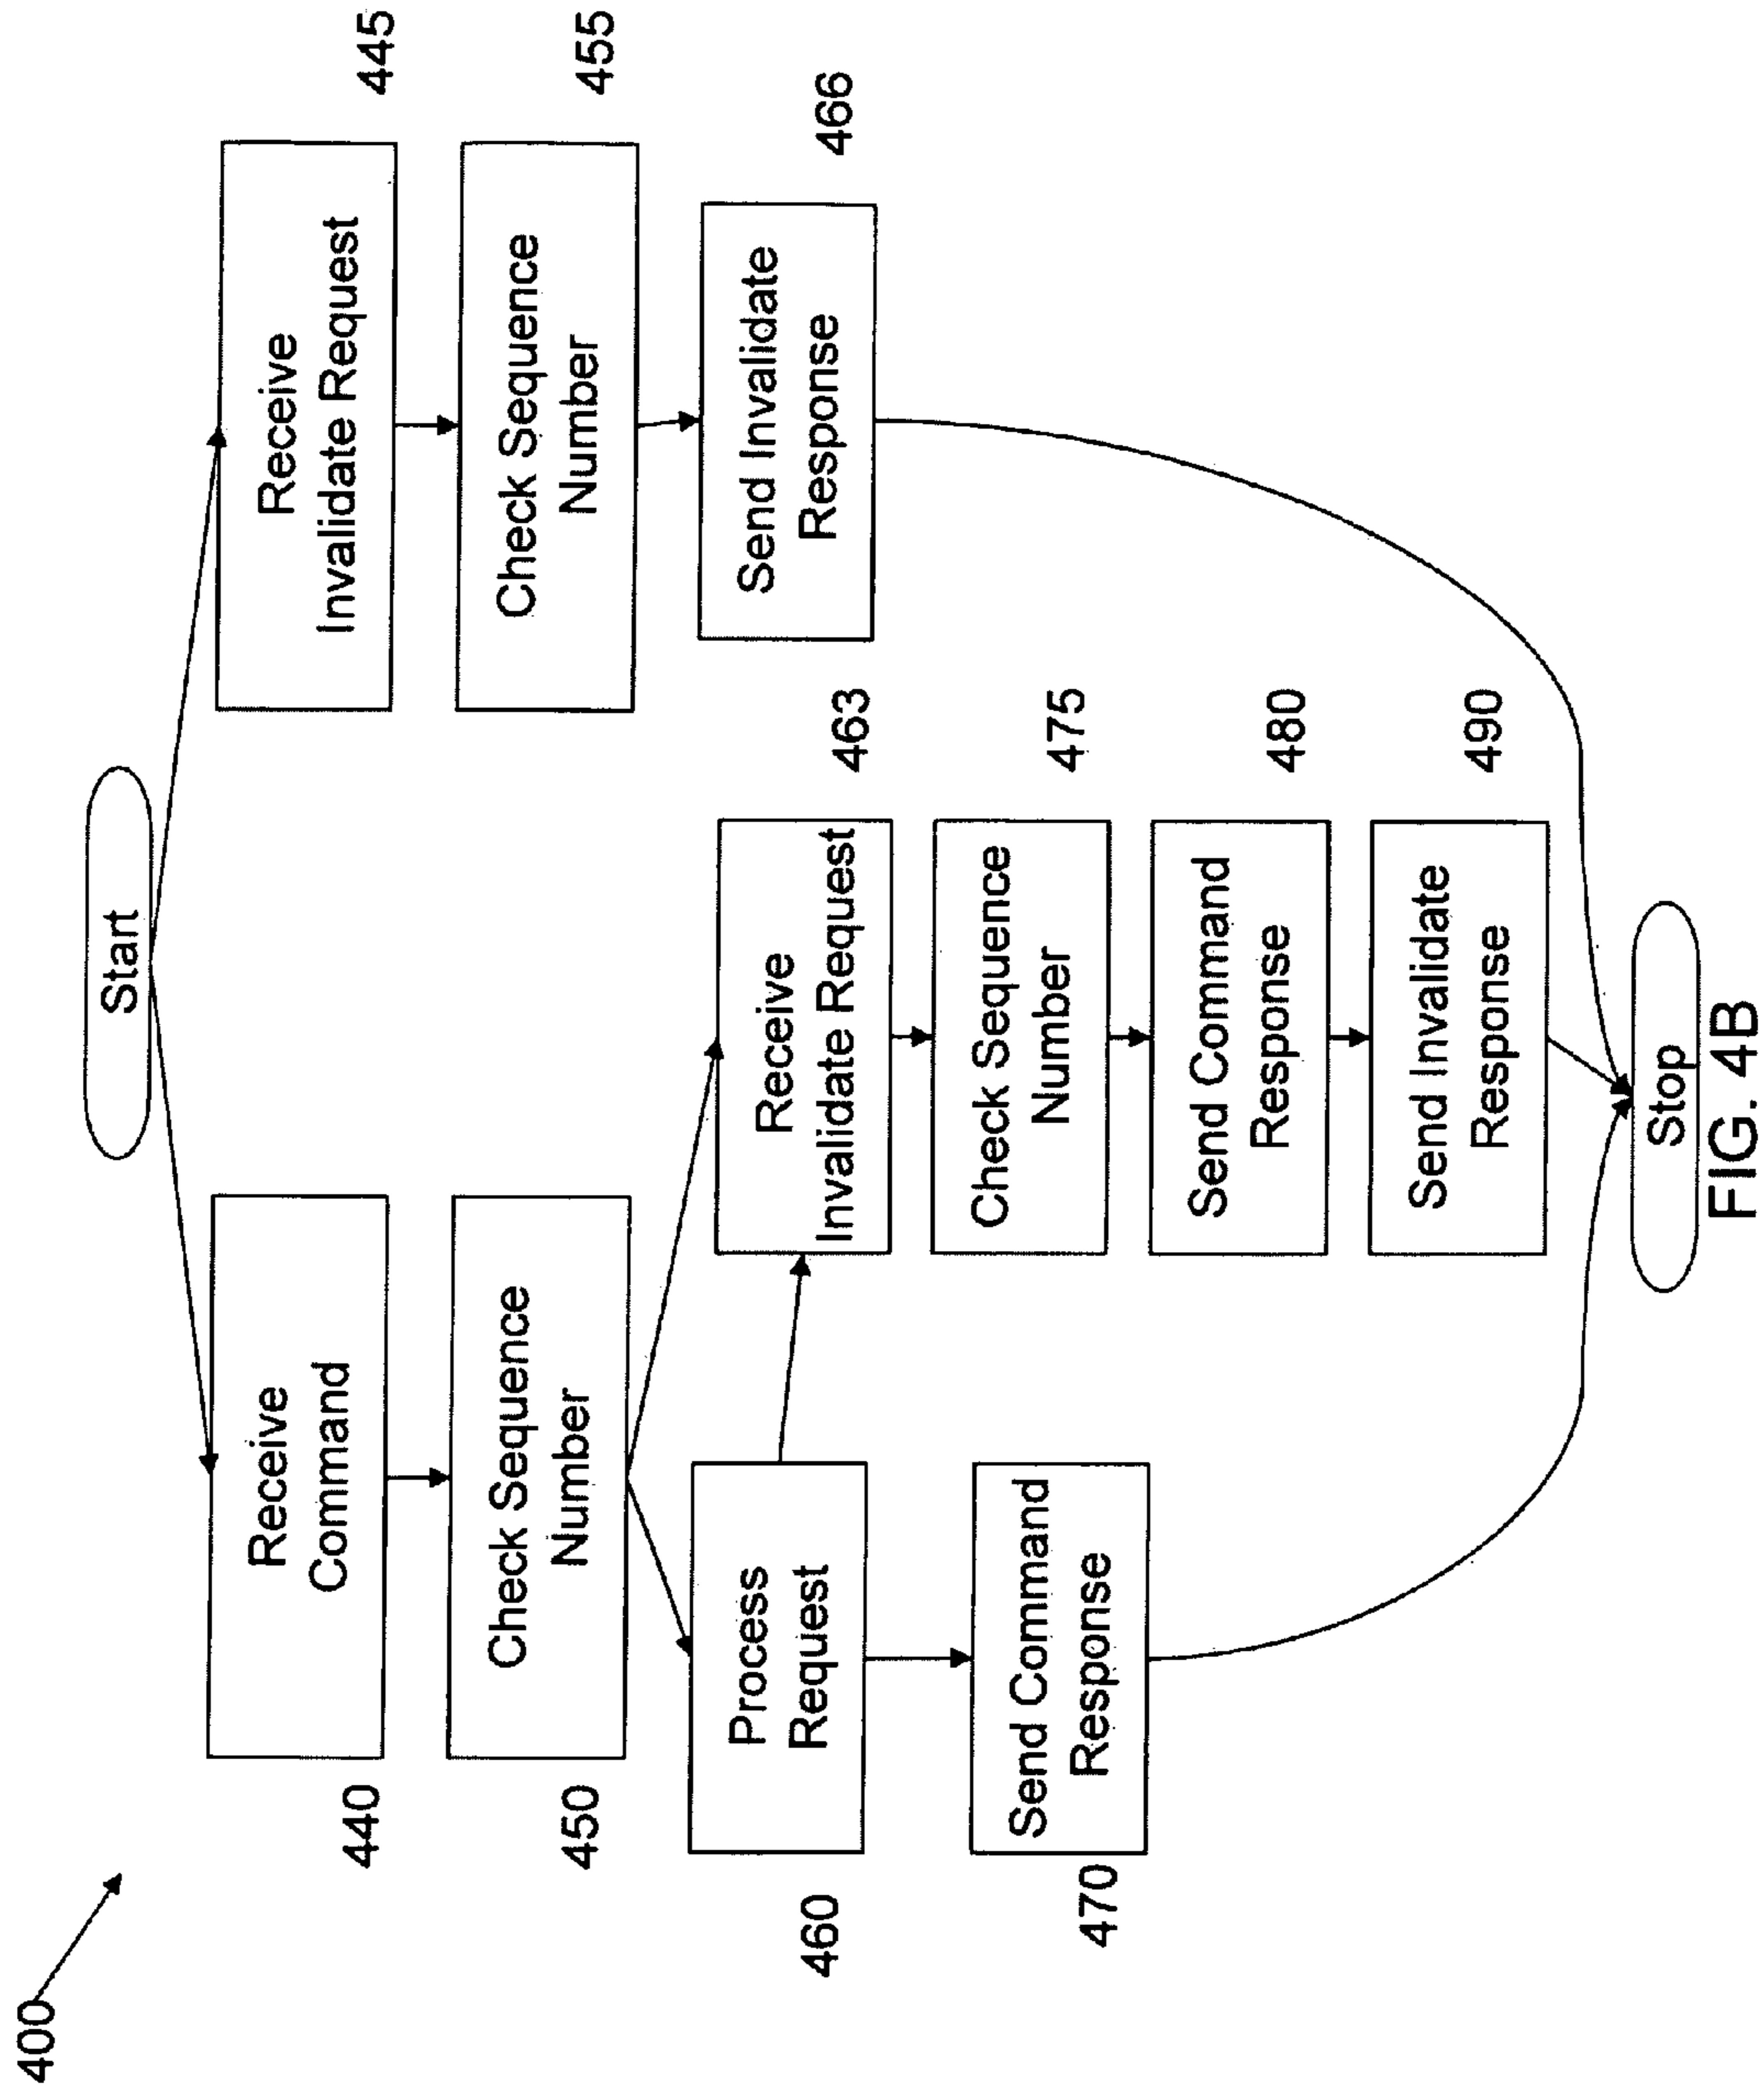 400
Start
Receive
Command
440
Receive
Invalidate Request
445
Check Sequence
Number
450
Check Sequence
Number
455
Process
Request
460
Receive
Invalidate Request
463
Send Invalidate
Response
466
Send Command
Response
470
Check Sequence
Number
475
Send Command
Response
480
Send Invalidate
Response
490
Stop
FIG. 4B